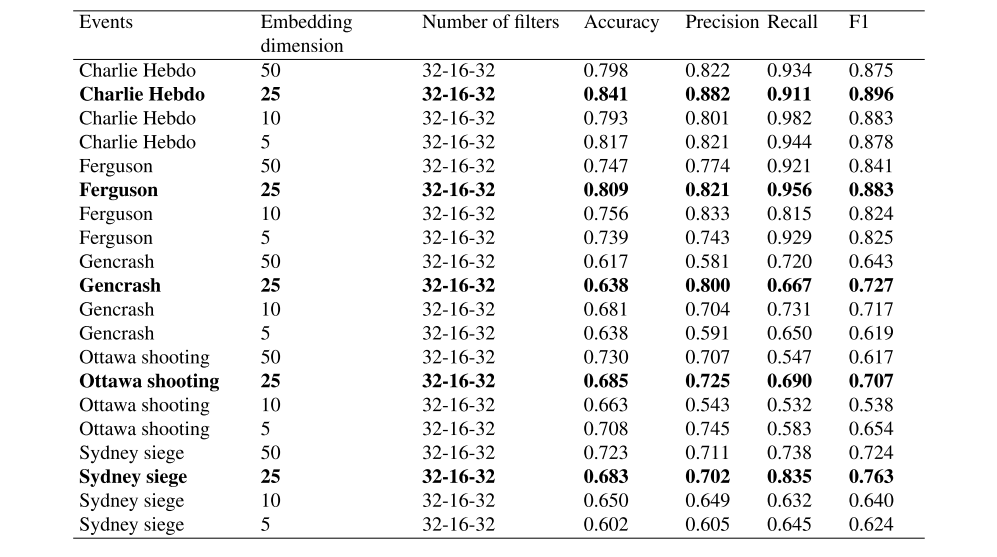 Events Embedding dimension Number of filters Accuracy Precision Recall F1
Charlie Hebdo 50 32-16-32 0.798 0.822 0.934 0.875
Charlie Hebdo 25 32-16-32 0.841 0.882 0.911 0.896
Charlie Hebdo 10 32-16-32 0.793 0.801 0.982 0.883
Charlie Hebdo 5 32-16-32 0.817 0.821 0.944 0.878
Ferguson 50 32-16-32 0.747 0.774 0.921 0.841
Ferguson 25 32-16-32 0.809 0.821 0.956 0.883
Ferguson 10 32-16-32 0.756 0.833 0.815 0.824
Ferguson 5 32-16-32 0.739 0.743 0.929 0.825
Gencrash 50 32-16-32 0.617 0.581 0.720 0.643
Gencrash 25 32-16-32 0.638 0.800 0.667 0.727
Gencrash 10 32-16-32 0.681 0.704 0.731 0.717
Gencrash 5 32-16-32 0.638 0.591 0.650 0.619
Ottawa shooting 50 32-16-32 0.730 0.707 0.547 0.617
Ottawa shooting 25 32-16-32 0.685 0.725 0.690 0.707
Ottawa shooting 10 32-16-32 0.663 0.543 0.532 0.538
Ottawa shooting 5 32-16-32 0.708 0.745 0.583 0.654
Sydney siege 50 32-16-32 0.723 0.711 0.738 0.724
Sydney siege 25 32-16-32 0.683 0.702 0.835 0.763
Sydney siege 10 32-16-32 0.650 0.649 0.632 0.640
Sydney siege 5 32-16-32 0.602 0.605 0.645 0.624